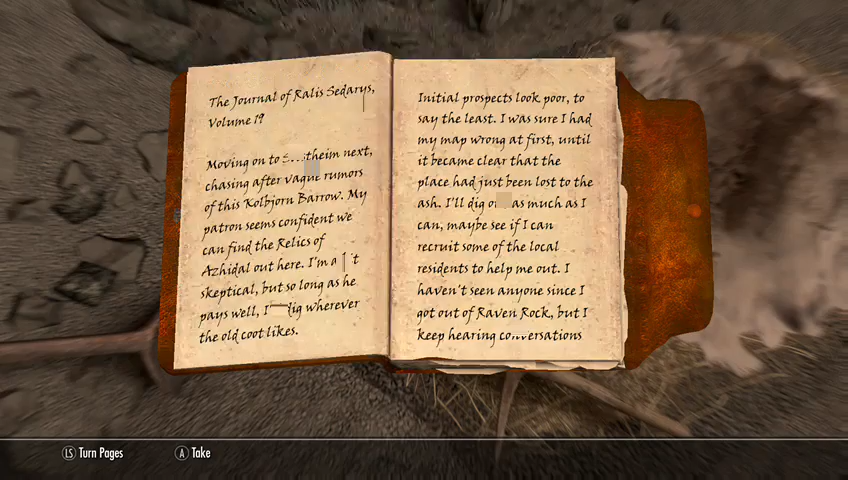 The Journal of Ralis Sedarys,
Volume 19
Moving on to next,
chasing after vague rumors
of this Kolbjorn Barrow. My
patron seems confident we
can find the Relics of
Azhidal out here. I'm a
skeptical, but so long as he
pays well, wherever
the old coot likes.
Initial prospects look poor, to
say the least. I was sure I had
my map wrong at first, until
it became clear that the
place had just been lost to the
ash. I'll dig as much as I
can, maybe see if I can
recruit some of the local
residents to help me out. I
haven't seen anyone since I
got out of Raven Rock, but I
keep hearing conversations
LS Turn Pages
A Take